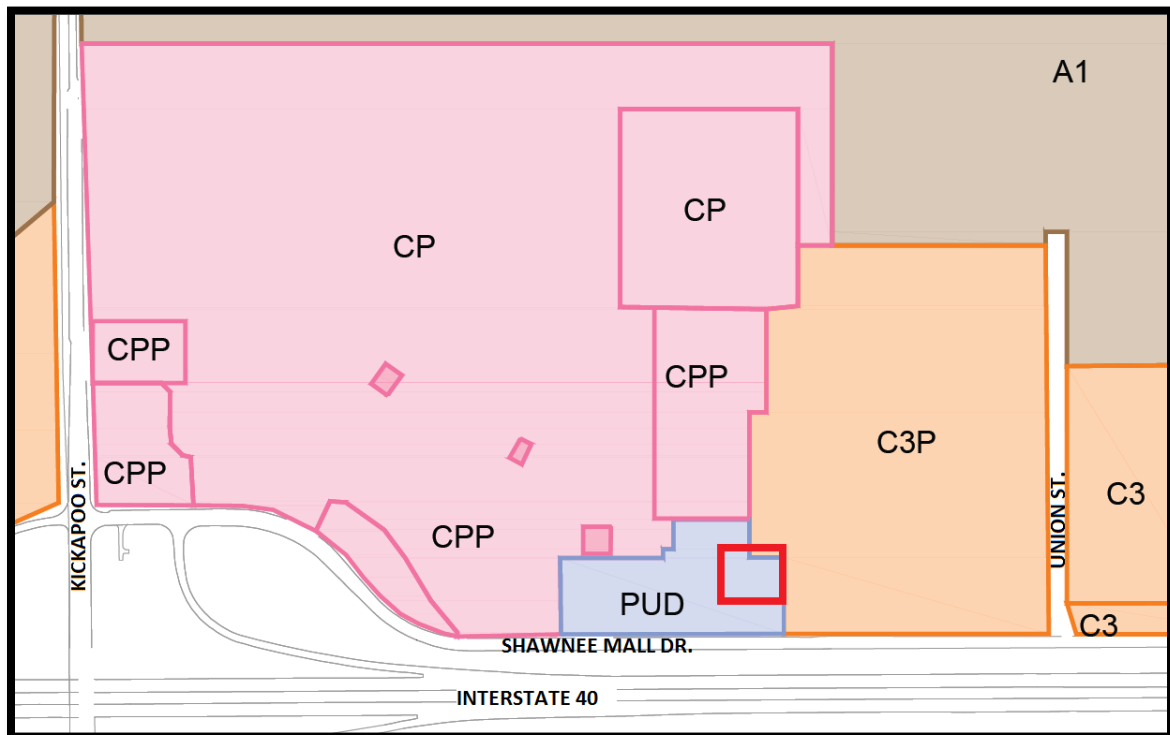 A1
CP
CP
CPP
CPP
C3P
CPP
C3
CPP
KICKAPOO ST.
UNION ST.
PUD
C3
SHAWNEE MALL DR.
INTERSTATE 40